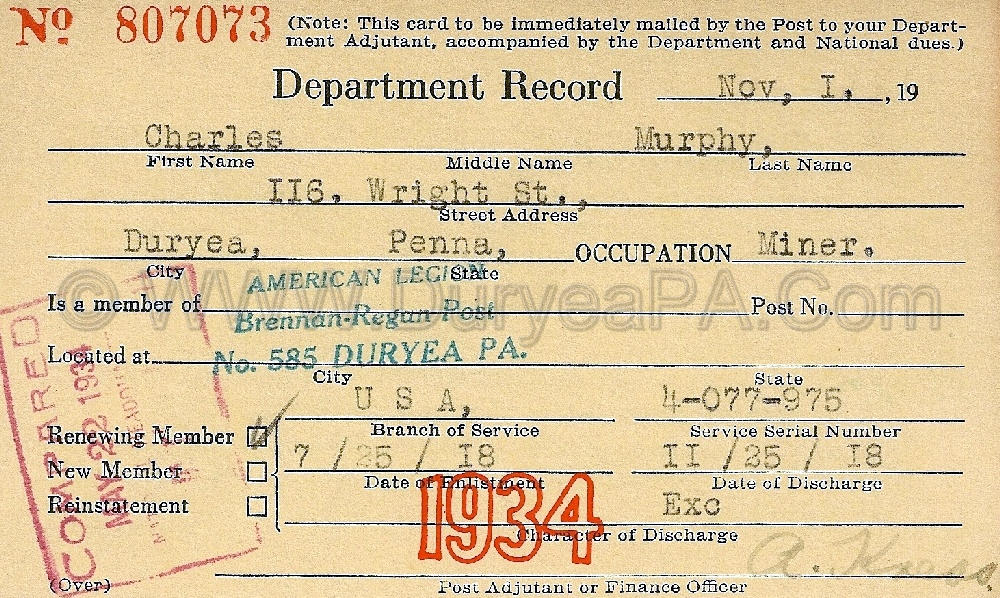 No 807073 (Note: This card to be immediately mailed by the Post to your Depart-
ment Adjutant, accompanied by the Department and National dues.)
Department Record Nov, I. , 19
Charles Murphy,
First Name Middle Name Last Name
II6. Wright St.,
Street Address
Duryea, Penna, OCCUPATION Miner.
City State
AMERICAN LEGION
Is a member of Post No.
Brennan-Regan Post
Located at
No. 585 DURYEA PA.
City State
© www.DuryeaPA.Com
U S A, 4-077-975
Branch of Service Service Serial Number
Renewing Member
7 / 25 / I8 II / 25 / I8
New Member
Date of Enlistment Date of Discharge
Reinstatement
Exc
1934
Character of Discharge
COMPARED
MAY 22 1934
(Over) Post Adjutant or Finance Officer